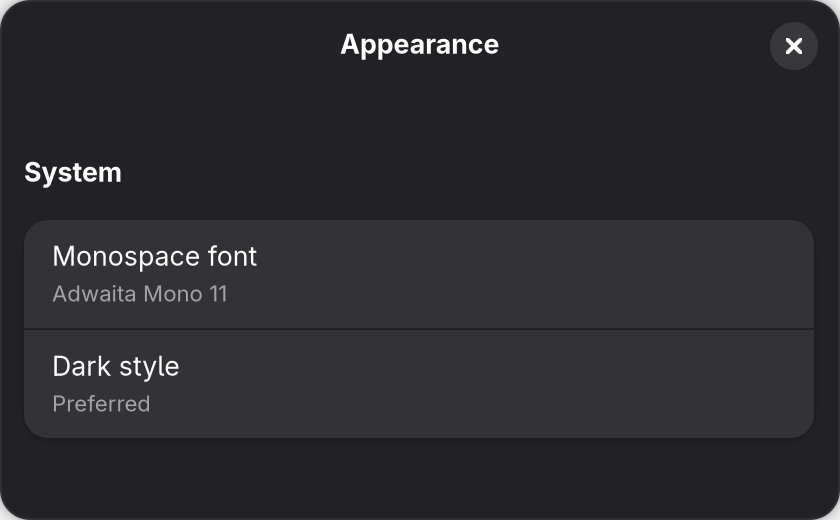 Appearance
System
Monospace font
Adwaita Mono 11
Dark style
Preferred